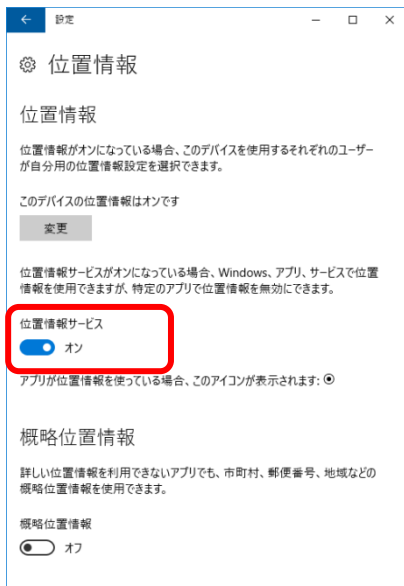 設定
位置情報
位置情報
位置情報がオンになっている場合、このデバイスを使用するそれぞれのユーザー
が自分用の位置情報設定を選択できます。
このデバイスの位置情報はオンです
変更
位置情報サービスがオンになっている場合、Windows、アプリ、サービスで位置
情報を使用できますが、特定のアプリで位置情報を無効にできます。
位置情報サービス
オン
アプリが位置情報を使っている場合、このアイコンが表示されます:
概略位置情報
詳しい位置情報を利用できないアプリでも、市町村、郵便番号、地域などの
概略位置情報を使用できます。
概略位置情報
オフ